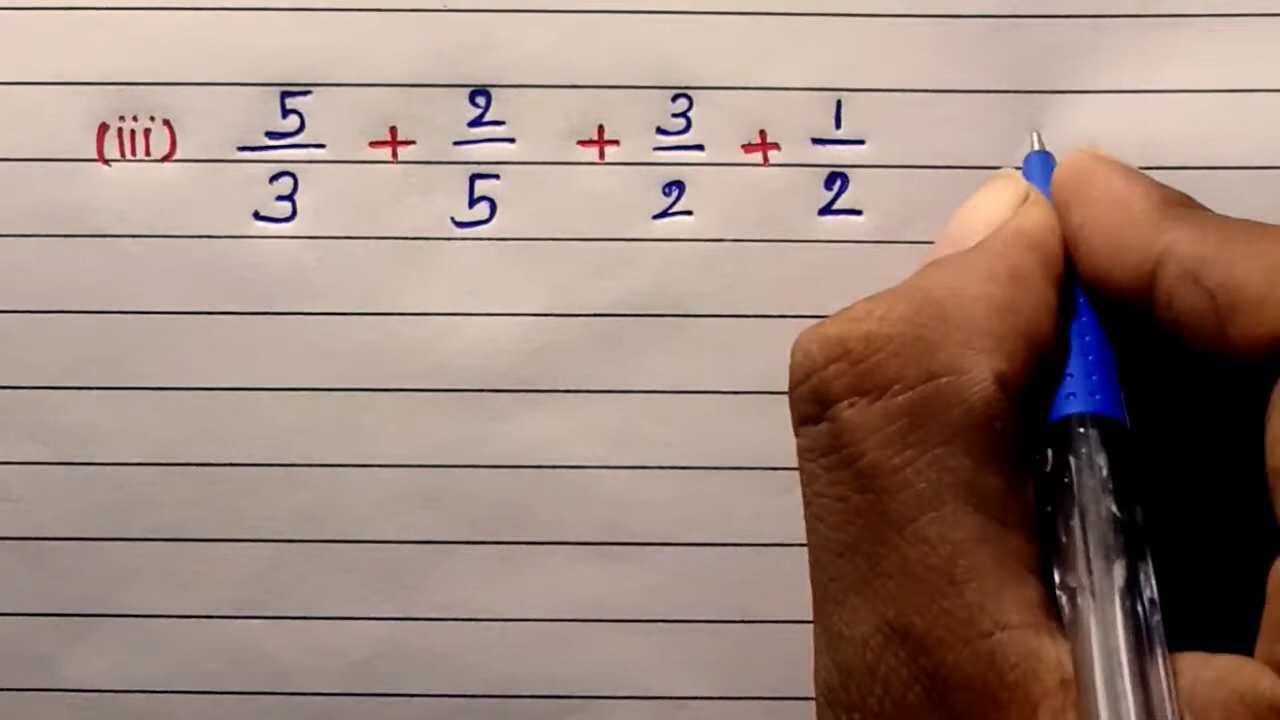 (iii) 5/3 + 2/5 + 3/2 + 1/2